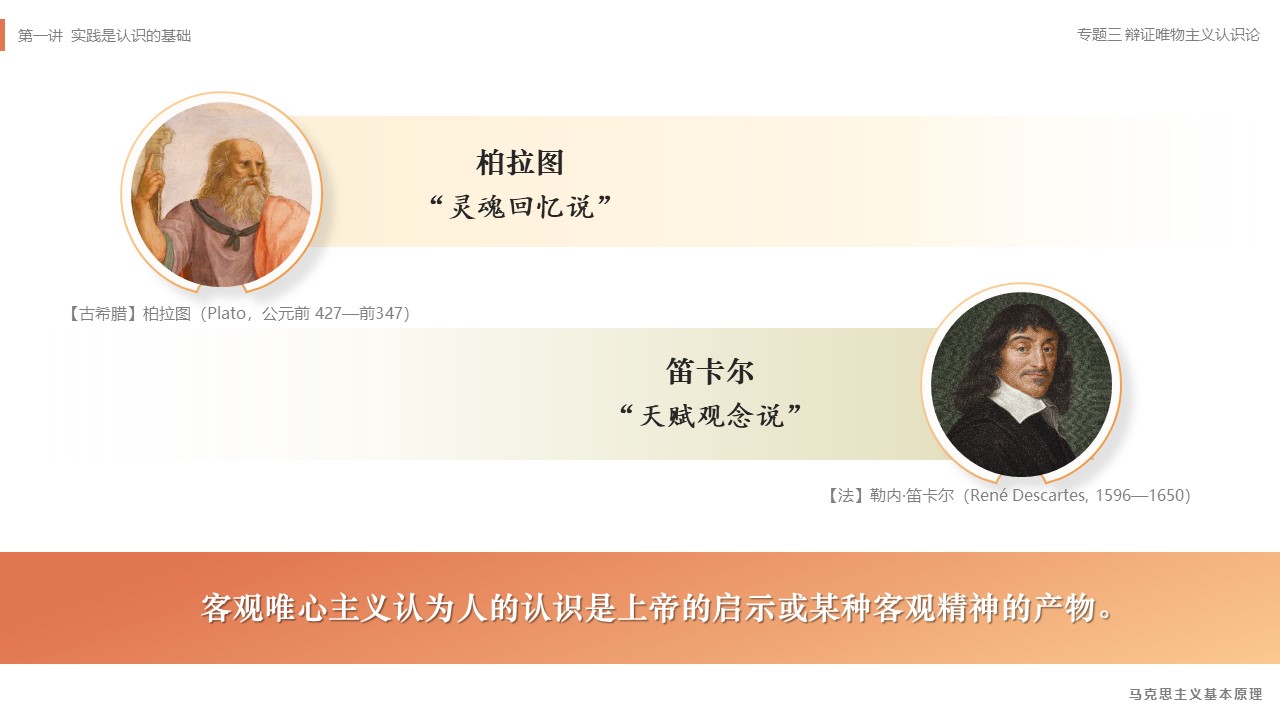 第一讲 实践是认识的基础
专题三 辩证唯物主义认识论
柏拉图
“灵魂回忆说”
【古希腊】柏拉图（Plato，公元前 427—前347）
笛卡尔
“天赋观念说”
【法】勒内·笛卡尔（René Descartes, 1596—1650）
客观唯心主义认为人的认识是上帝的启示或某种客观精神的产物。
马克思主义基本原理